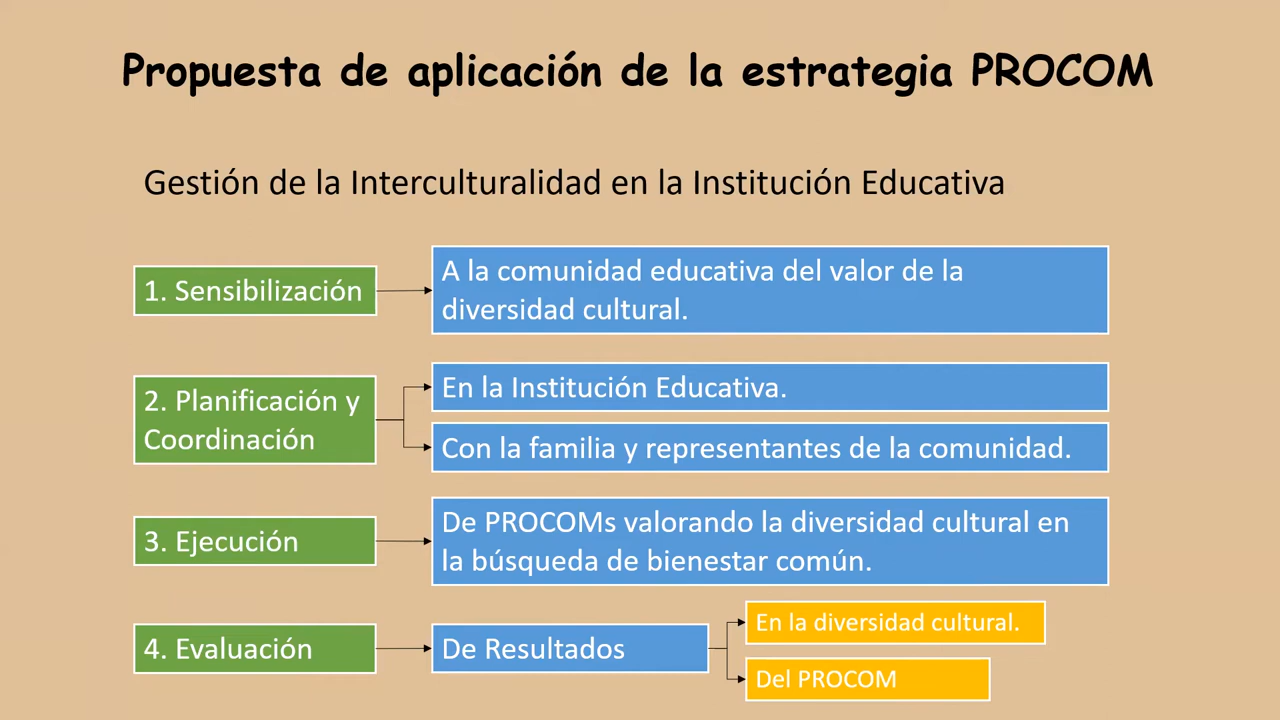 Propuesta de aplicación de la estrategia PROCOM
Gestión de la Interculturalidad en la Institución Educativa
1. Sensibilización
A la comunidad educativa del valor de la
diversidad cultural.
2. Planificación y
Coordinación
En la Institución Educativa.
Con la familia y representantes de la comunidad.
3. Ejecución
De PROCOMs valorando la diversidad cultural en
la búsqueda de bienestar común.
4. Evaluación
De Resultados
En la diversidad cultural.
Del PROCOM